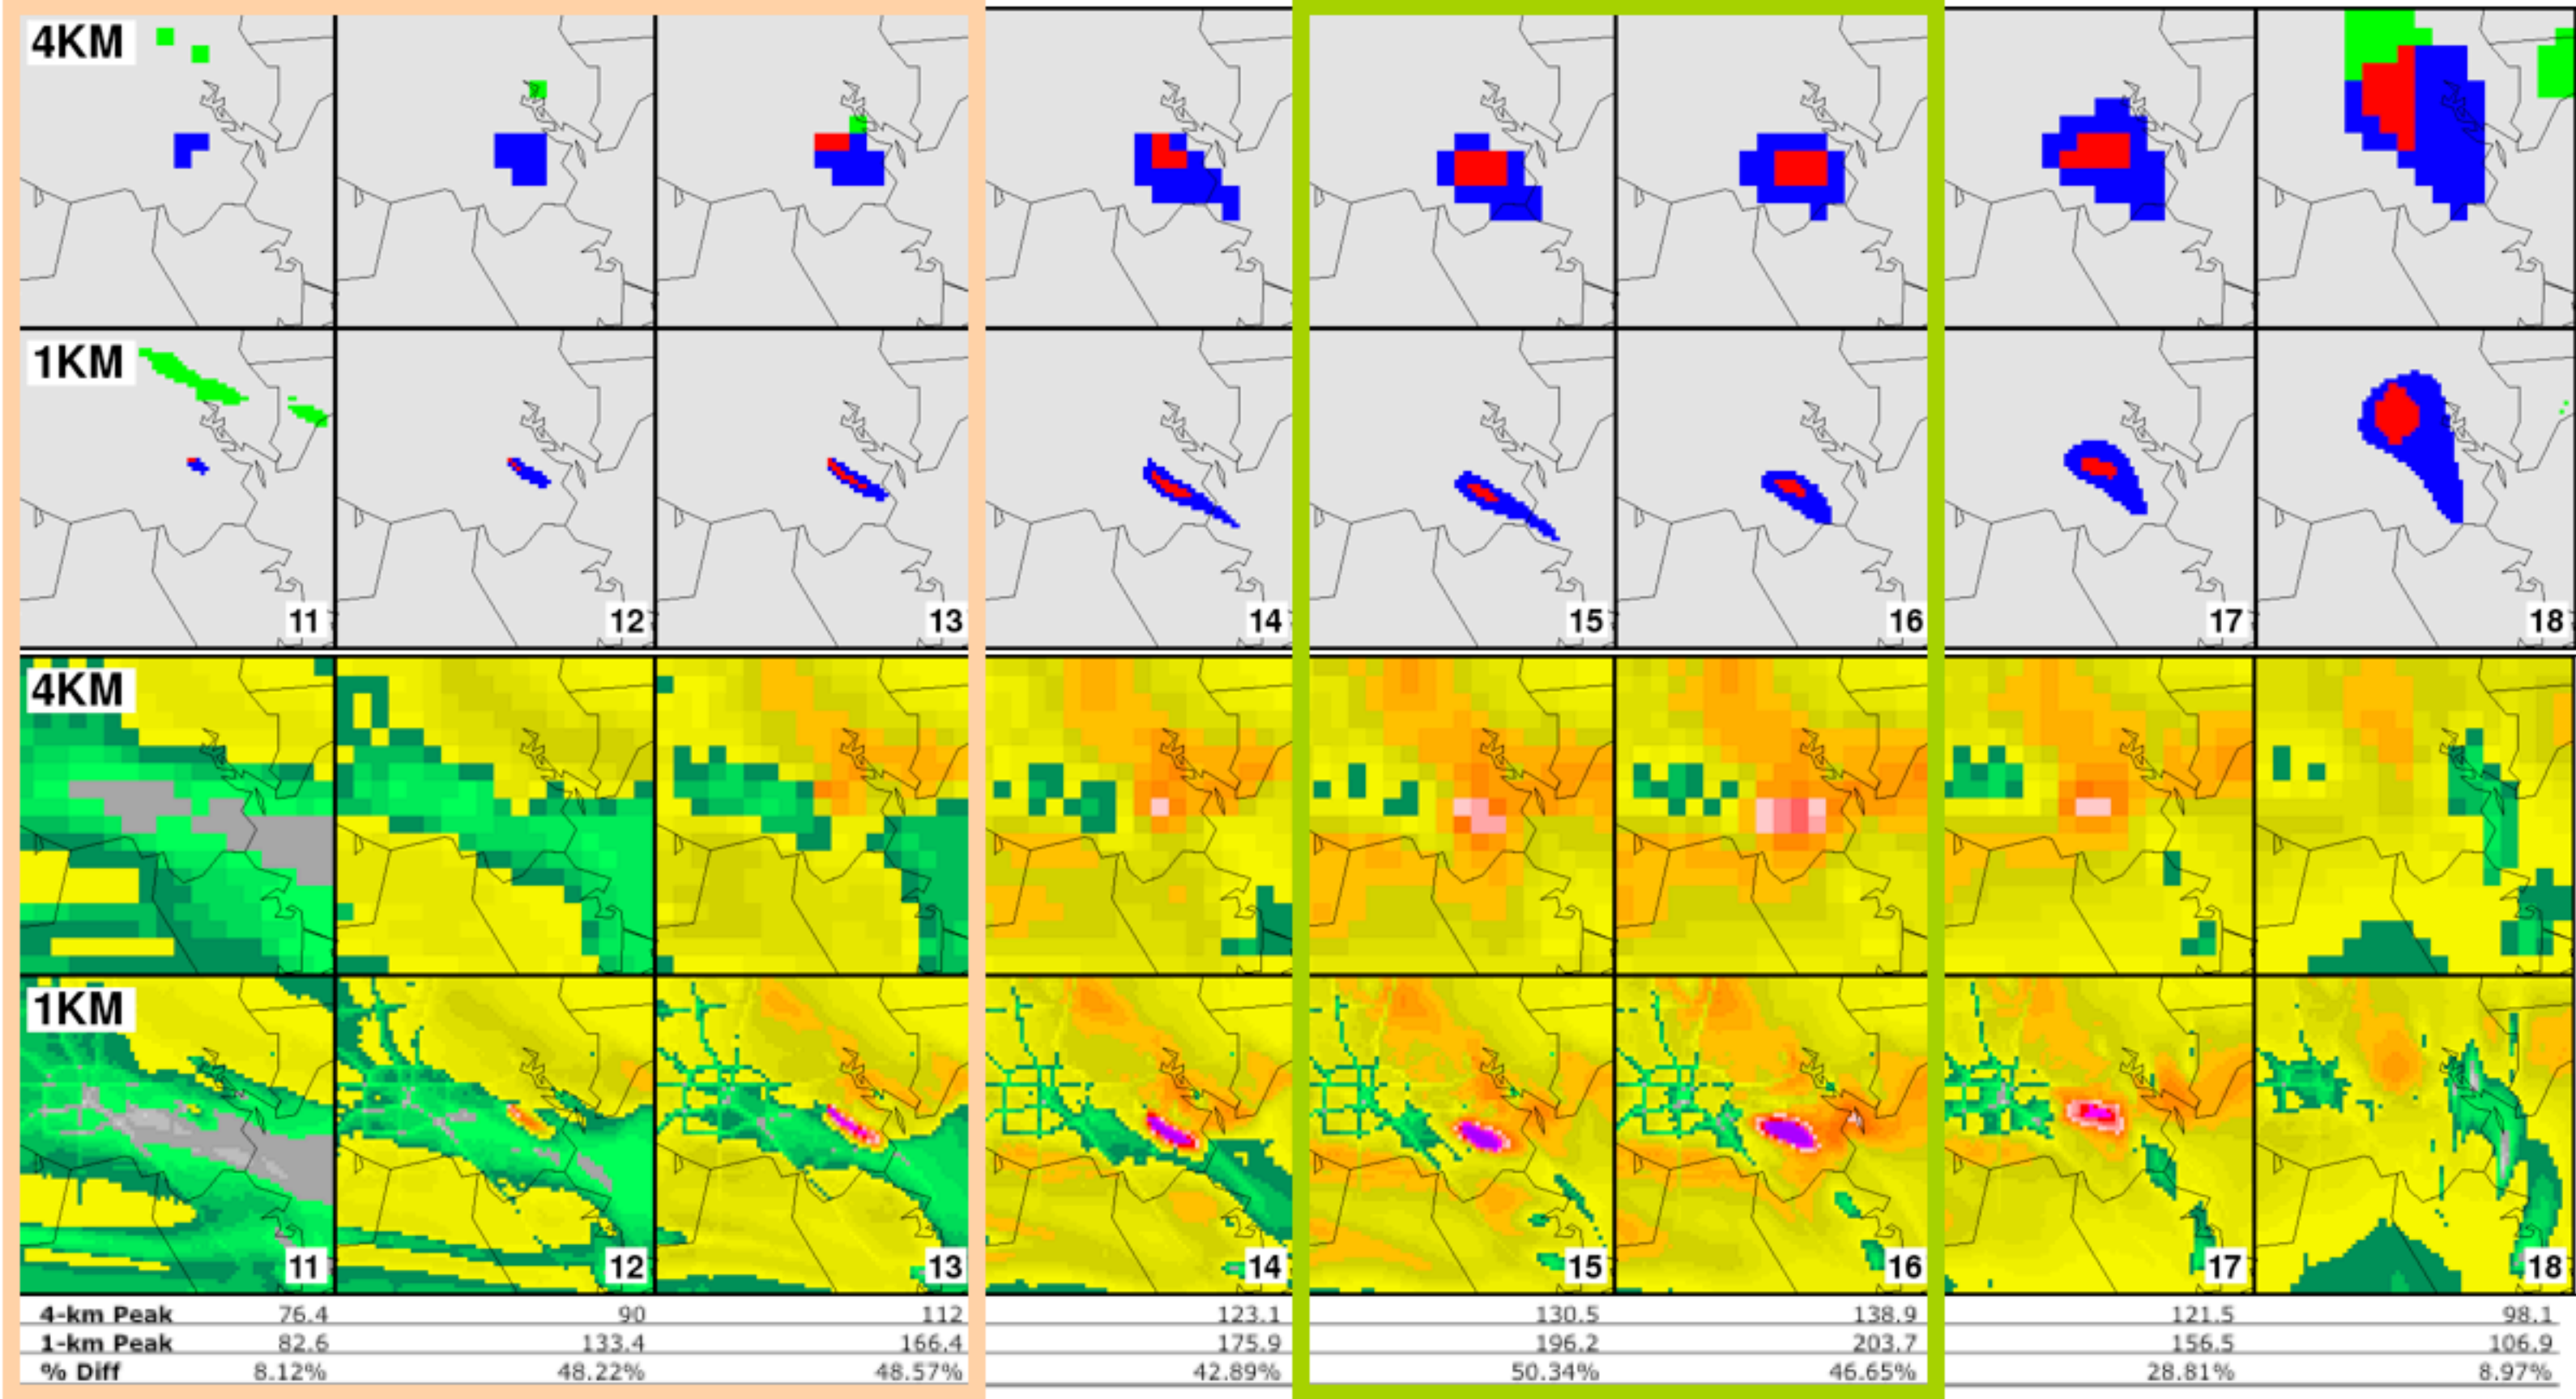 4KM
1KM
11 12 13 14 15 16 17 18
4KM
1KM
11 12 13 14 15 16 17 18
4-km Peak 76.4 90 112 123.1 130.5 138.9 121.5 98.1
1-km Peak 82.6 133.4 166.4 175.9 196.2 203.7 156.5 106.9
% Diff 8.12% 48.22% 48.57% 42.89% 50.34% 46.65% 28.81% 8.97%